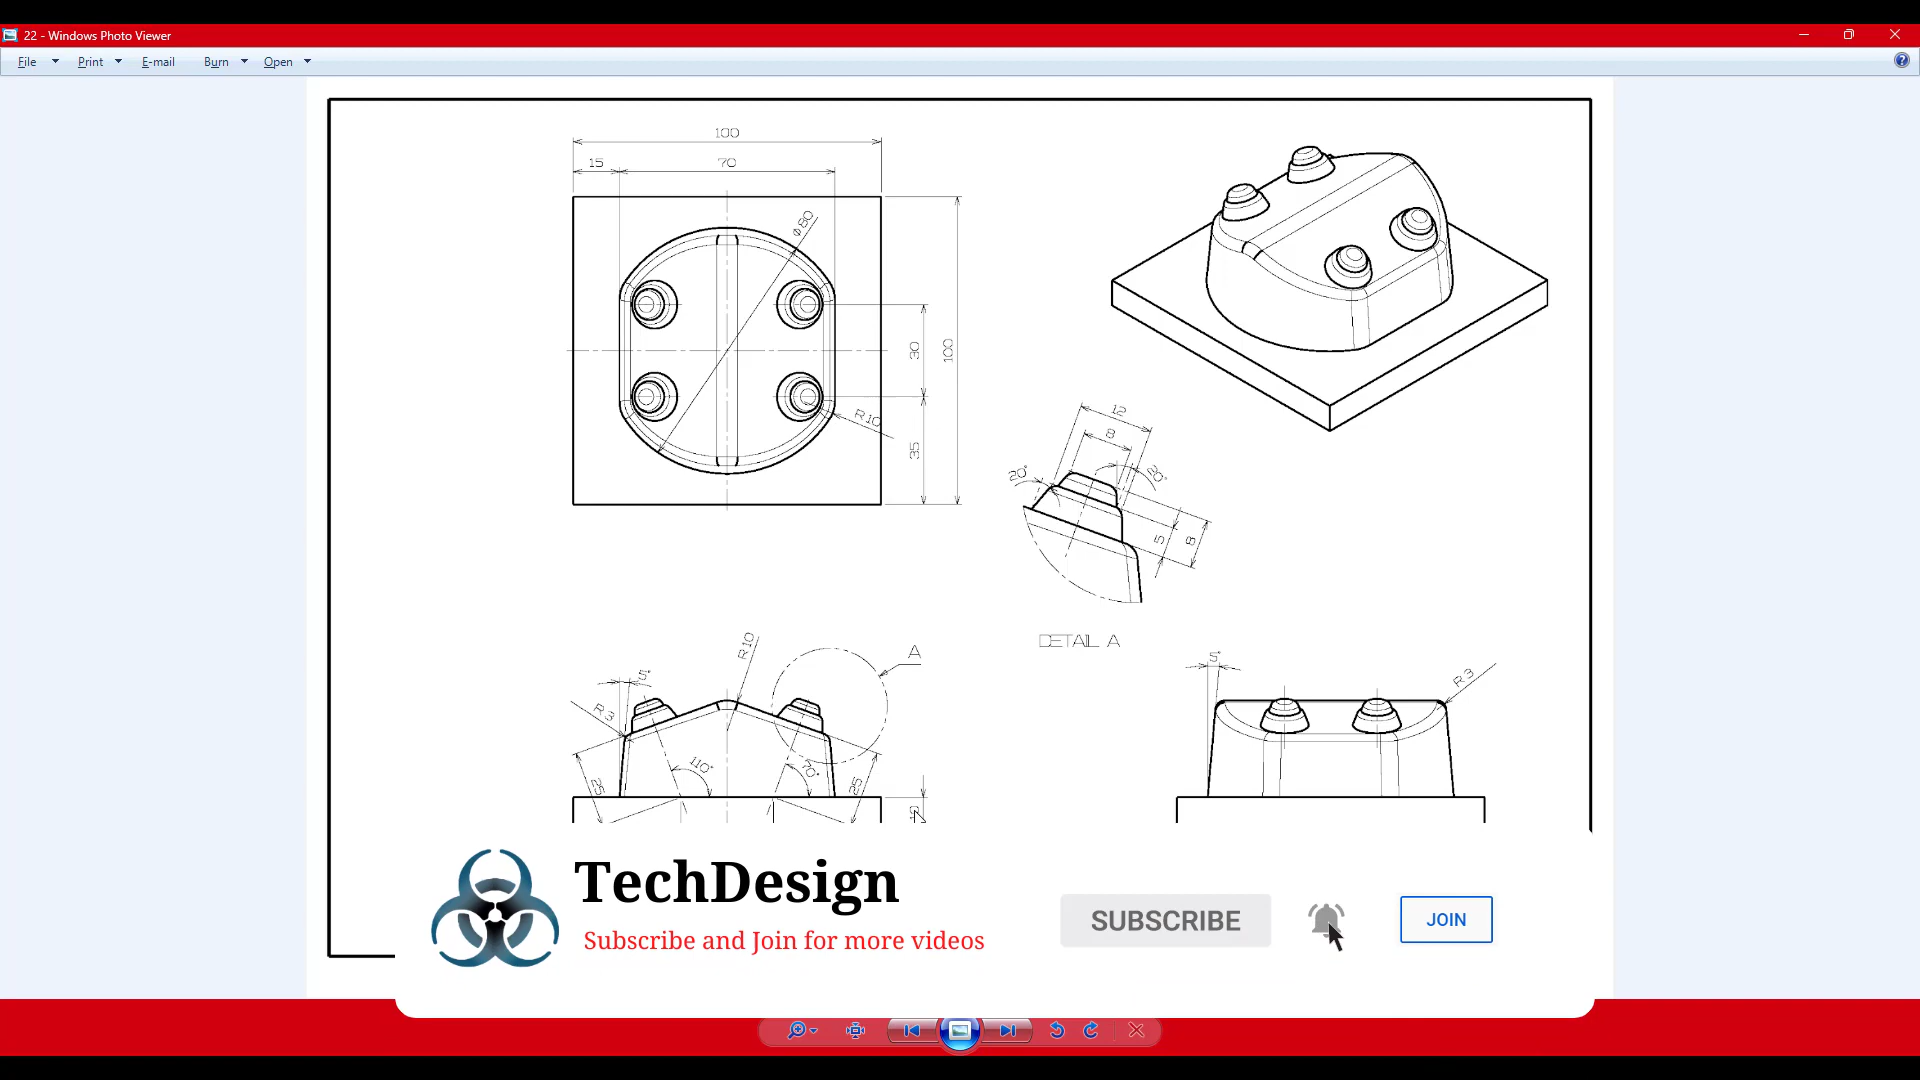 22 - Windows Photo Viewer
File Print E-mail Burn Open
100
15 70
φ80
30
100
R10
35
12
8
20° 20°
5 8
DETAIL A
R10
A
5°
R3
110° 70°
25 25
5°
R3
TechDesign
Subscribe and Join for more videos
SUBSCRIBE
JOIN